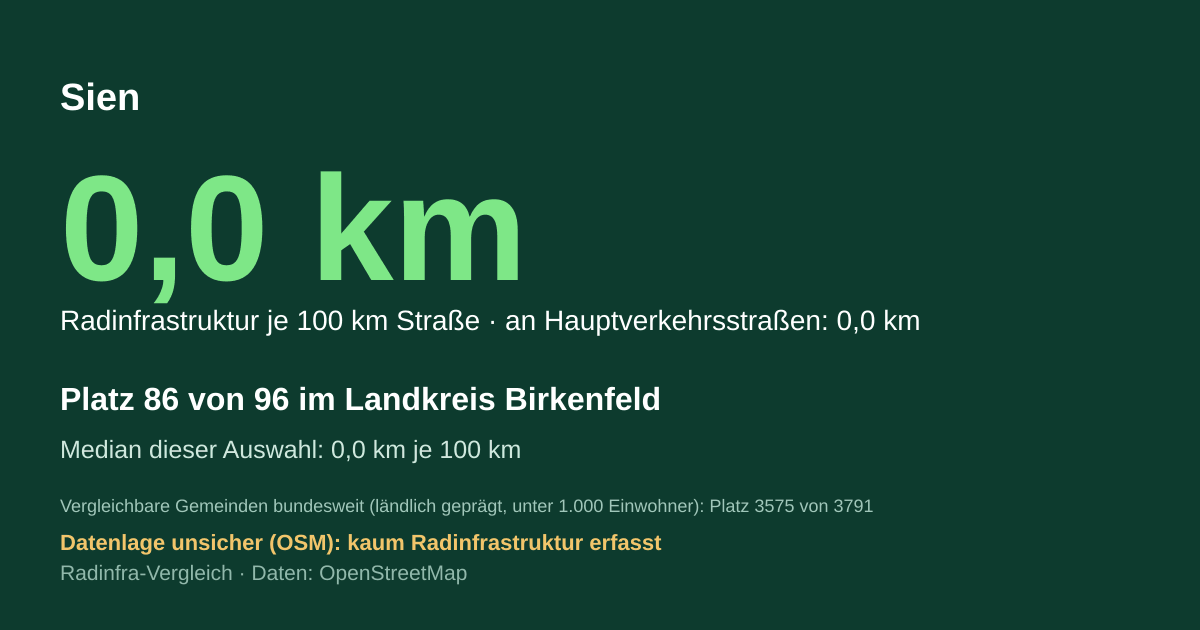 Sien
0,0 km
Radinfrastruktur je 100 km Straße · an Hauptverkehrsstraßen: 0,0 km
Platz 86 von 96 im Landkreis Birkenfeld
Median dieser Auswahl: 0,0 km je 100 km
Vergleichbare Gemeinden bundesweit (ländlich geprägt, unter 1.000 Einwohner): Platz 3575 von 3791
Datenlage unsicher (OSM): kaum Radinfrastruktur erfasst
Radinfra-Vergleich · Daten: OpenStreetMap